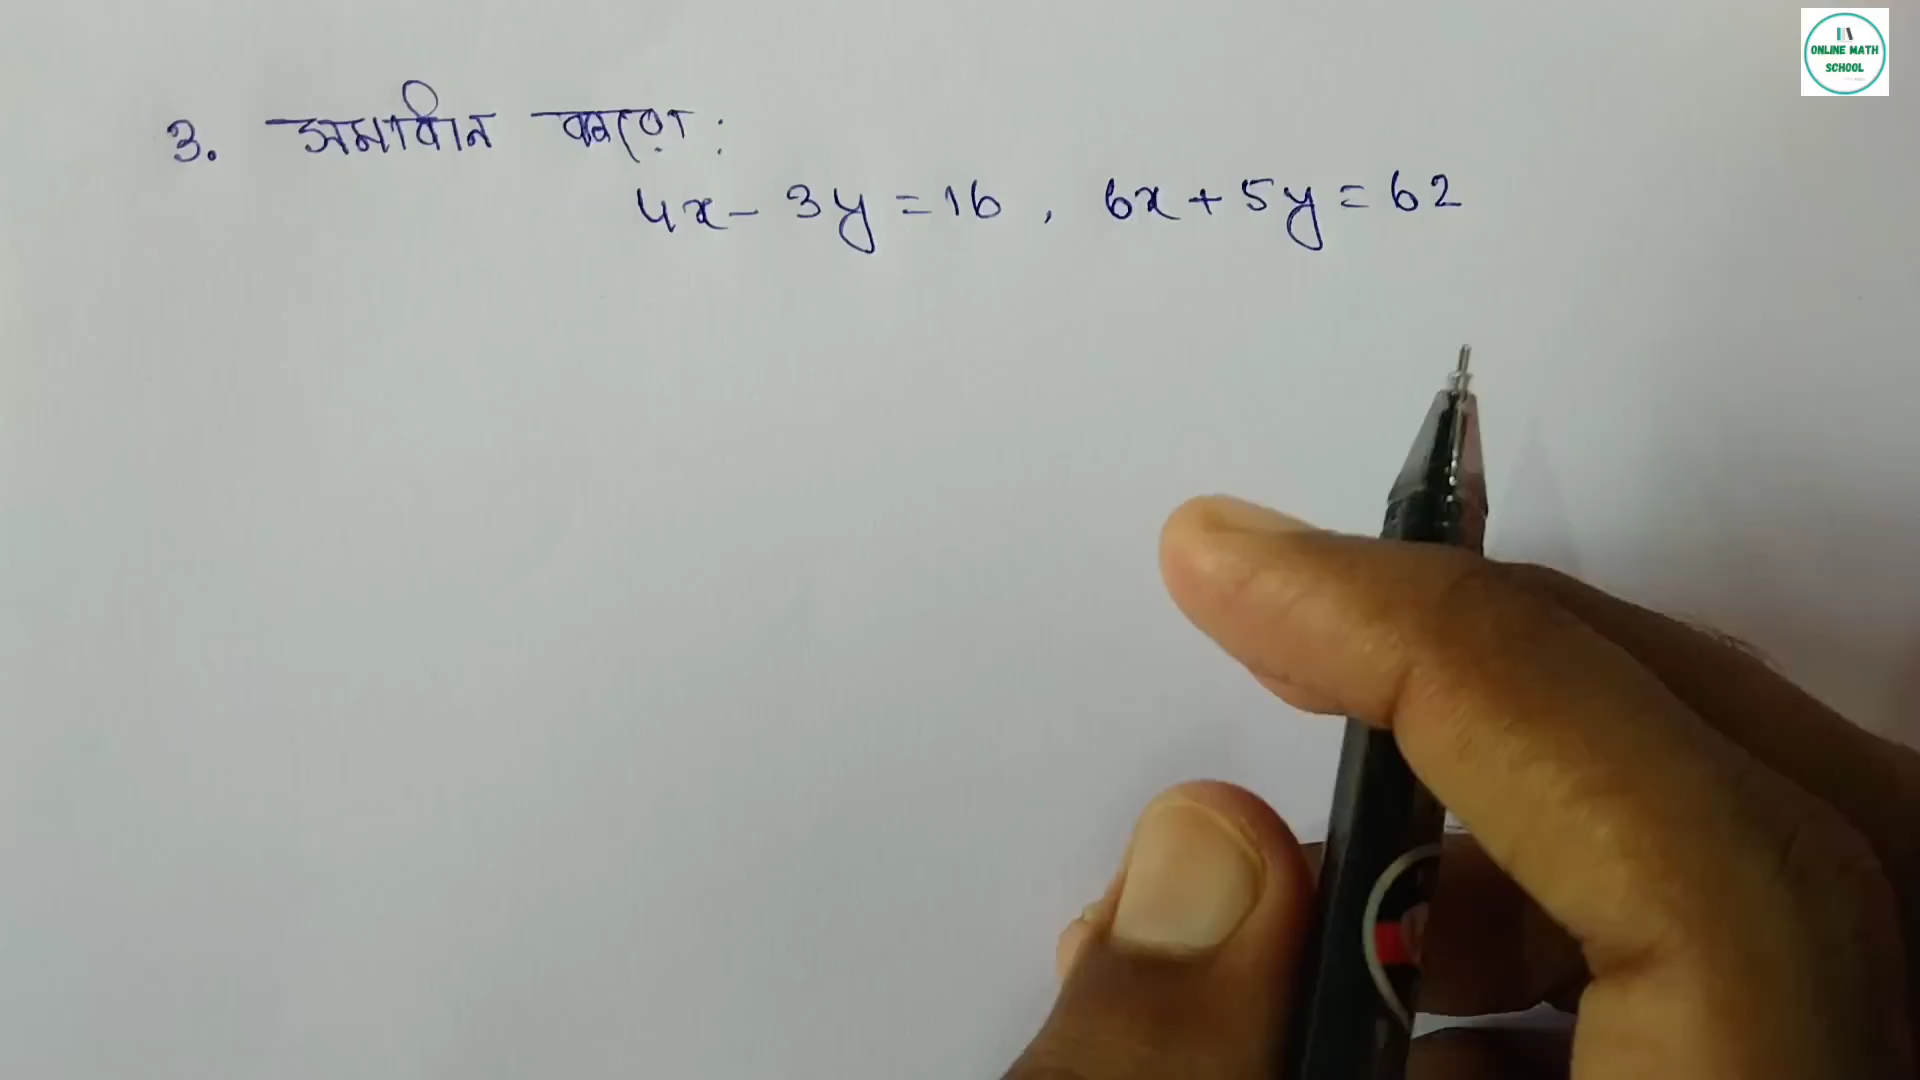 3. সমাধান করো:
4x - 3y = 16, 6x + 5y = 62
ONLINE MATH
SCHOOL